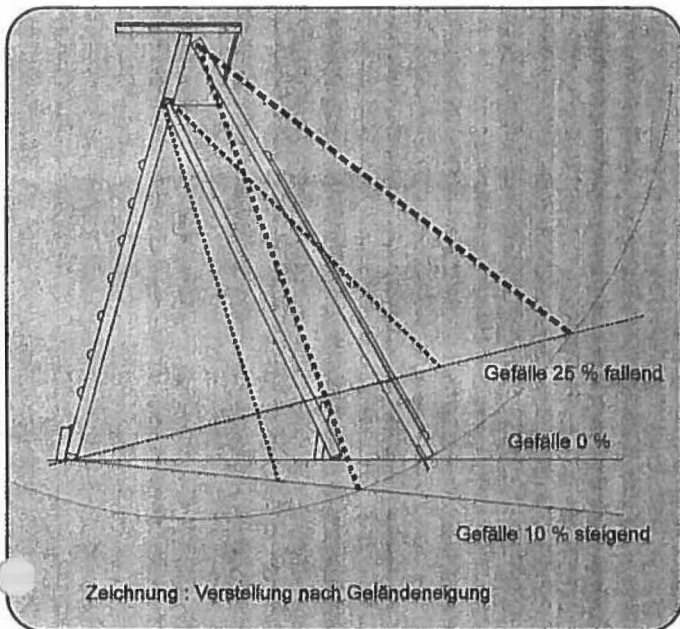 Gefälle 25 % fallend
Gefälle 0 %
Gefälle 10 % steigend
Zeichnung : Verstellung nach Geländeneigung